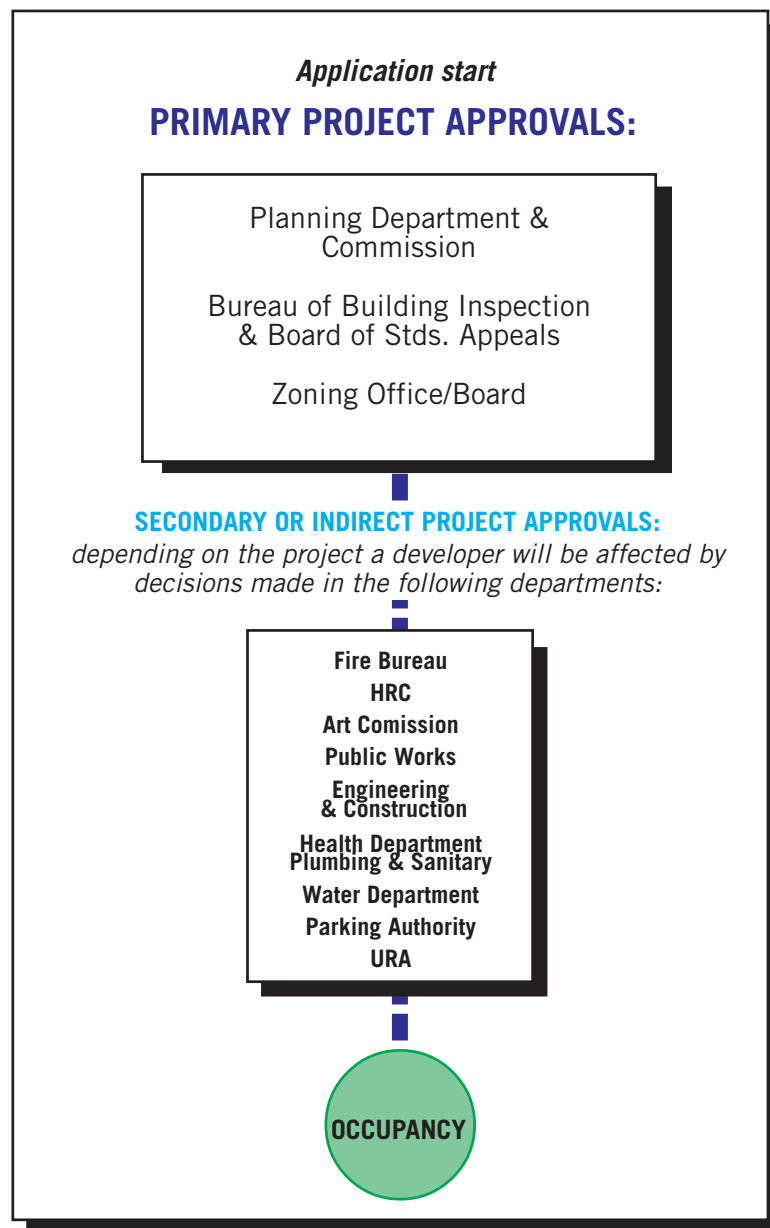 Application start
PRIMARY PROJECT APPROVALS:
Planning Department &
Commission
Bureau of Building Inspection
& Board of Stds. Appeals
Zoning Office/Board
SECONDARY OR INDIRECT PROJECT APPROVALS:
depending on the project a developer will be affected by
decisions made in the following departments:
Fire Bureau
HRC
Art Comission
Public Works
Engineering
& Construction
Health Department
Plumbing & Sanitary
Water Department
Parking Authority
URA
OCCUPANCY